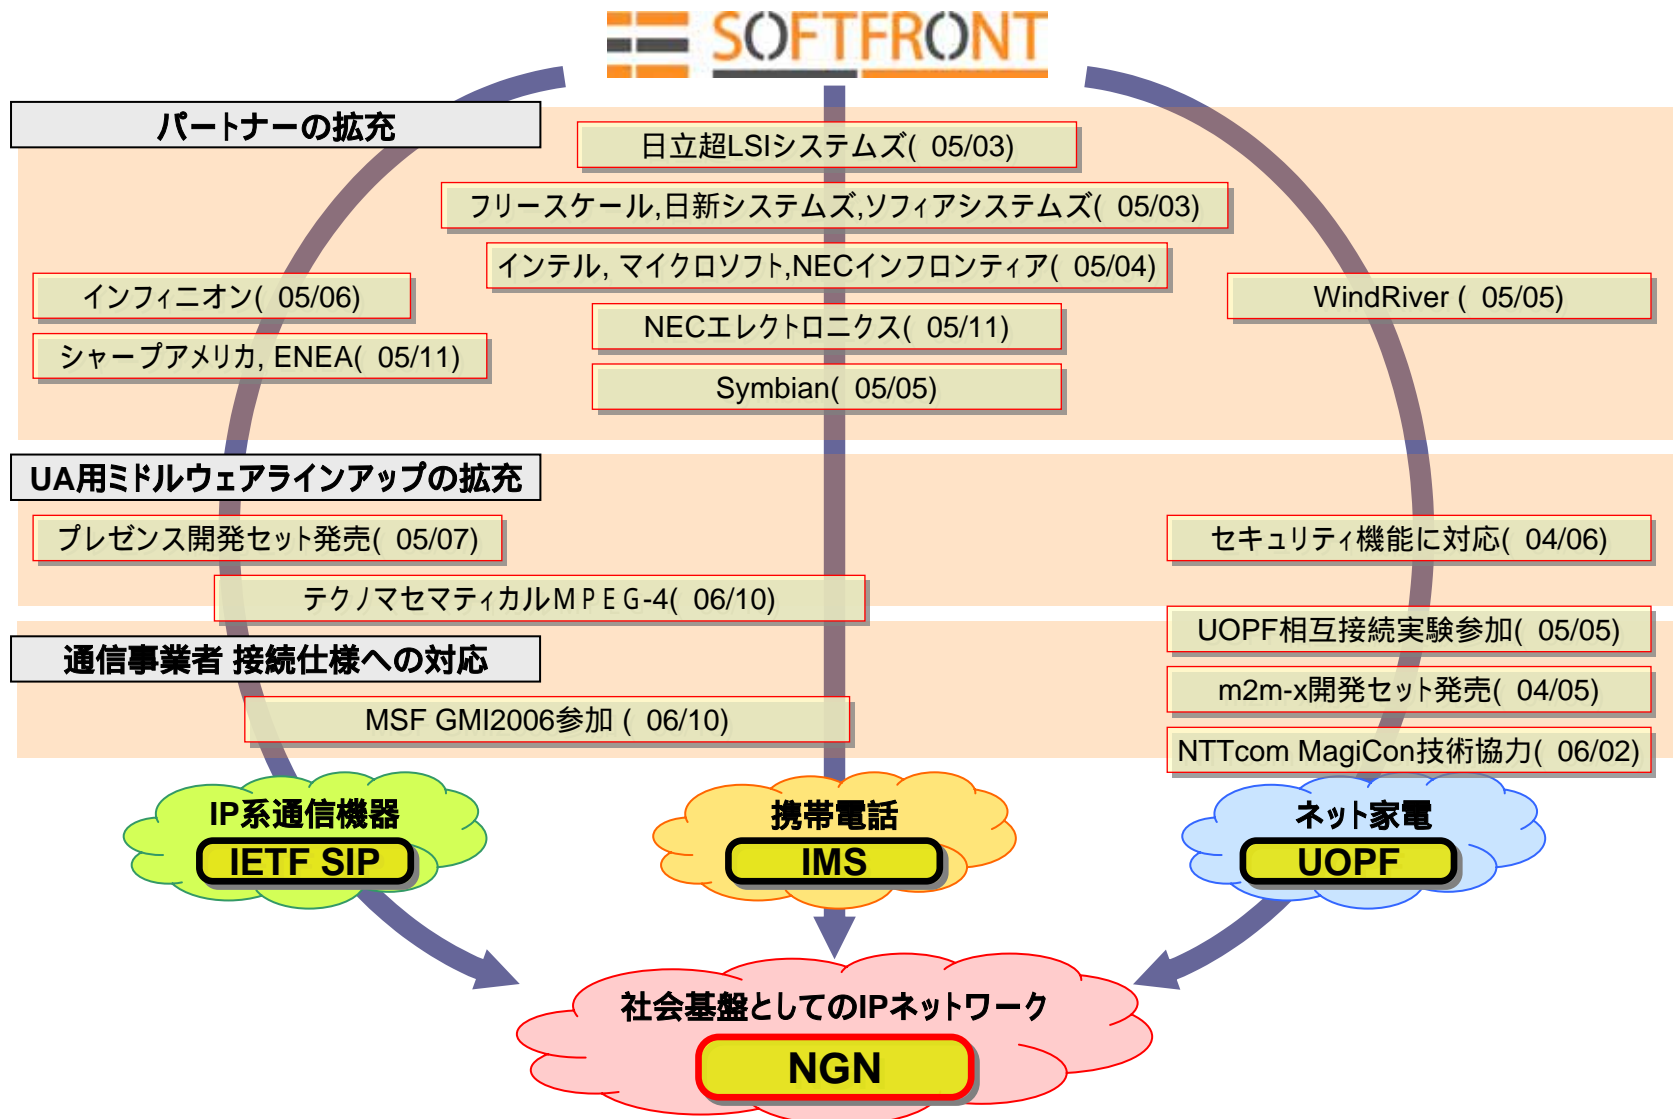 SOFTFRONT
パートナーの拡充
日立超LSIシステムズ( 05/03)
フリースケール,日新システムズ,ソフィアシステムズ( 05/03)
インテル, マイクロソフト,NECインフロンティア( 05/04)
インフィニオン( 05/06)
WindRiver ( 05/05)
NECエレクトロニクス( 05/11)
シャープアメリカ, ENEA( 05/11)
Symbian( 05/05)
UA用ミドルウェアラインアップの拡充
プレゼンス開発セット発売( 05/07)
セキュリティ機能に対応( 04/06)
テクノマセマティカルＭＰＥＧ-4( 06/10)
UOPF相互接続実験参加( 05/05)
通信事業者 接続仕様への対応
m2m-x開発セット発売( 04/05)
MSF GMI2006参加 ( 06/10)
NTTcom MagiCon技術協力( 06/02)
IP系通信機器
IETF SIP
携帯電話
IMS
ネット家電
UOPF
社会基盤としてのIPネットワーク
NGN